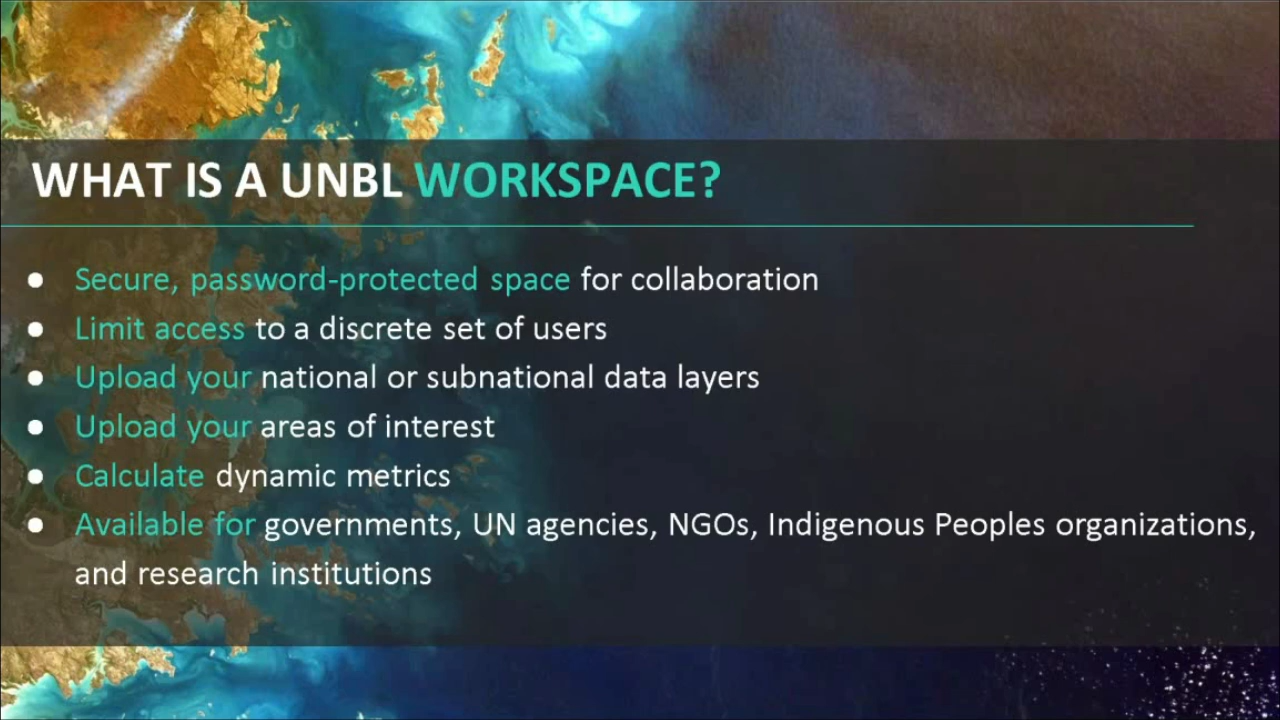 WHAT IS A UNBL WORKSPACE?
● Secure, password-protected space for collaboration
● Limit access to a discrete set of users
● Upload your national or subnational data layers
● Upload your areas of interest
● Calculate dynamic metrics
● Available for governments, UN agencies, NGOs, Indigenous Peoples organizations,
and research institutions